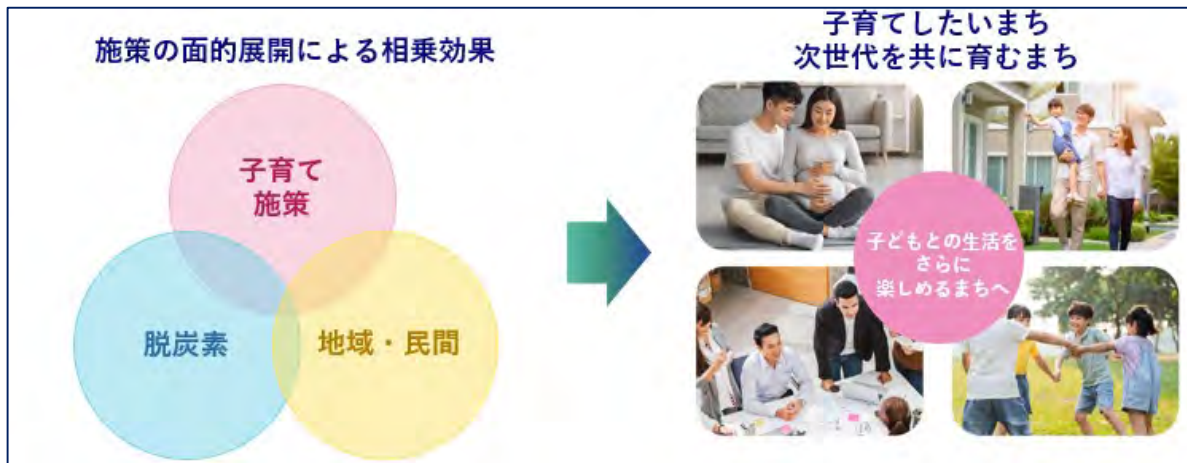 施策の面的展開による相乗効果
子育て
施策
脱炭素
地域・民間
子育てしたいまち
次世代を共に育むまち
子どもとの生活を
さらに
楽しめるまちへ